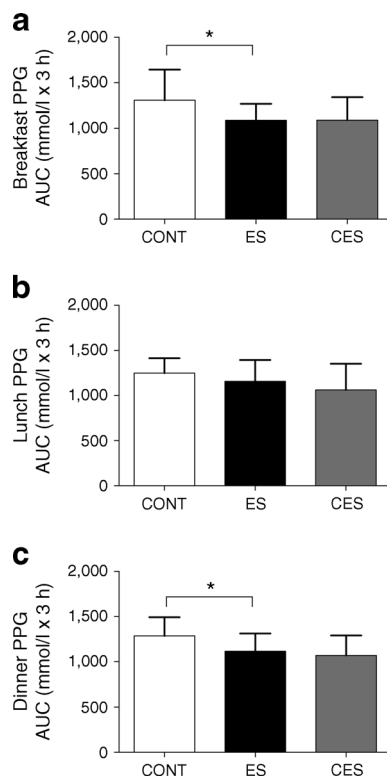 a
Breakfast PPG
AUC (mmol/l x 3 h)
2,000
1,500
1,000
500
0
*
CONT ES CES
b
Lunch PPG
AUC (mmol/l x 3 h)
2,000
1,500
1,000
500
0
CONT ES CES
c
Dinner PPG
AUC (mmol/l x 3 h)
2,000
1,500
1,000
500
0
*
CONT ES CES